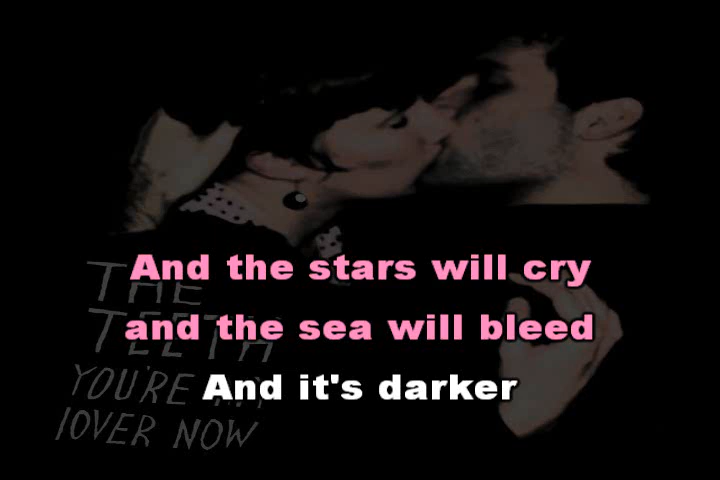 And the stars will cry
and the sea will bleed
And it's darker
THE
TEETH
YOU'RE MY
LOVER NOW